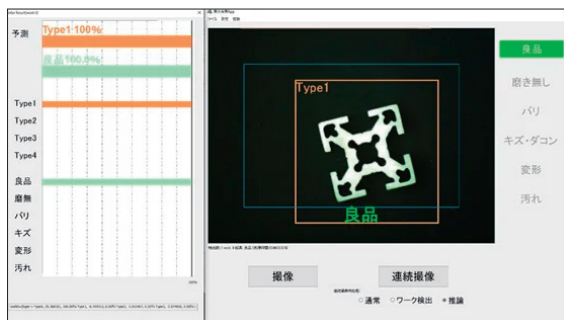 予測
Type1 100%
良品100.0%
Type1
Type2
Type3
Type4
良品
磨無
バリ
キズ
変形
汚れ
Type1
良品
良品
磨き無し
バリ
キズ・ダコン
変形
汚れ
撮像
連続撮像
通常
ワーク検出
推論